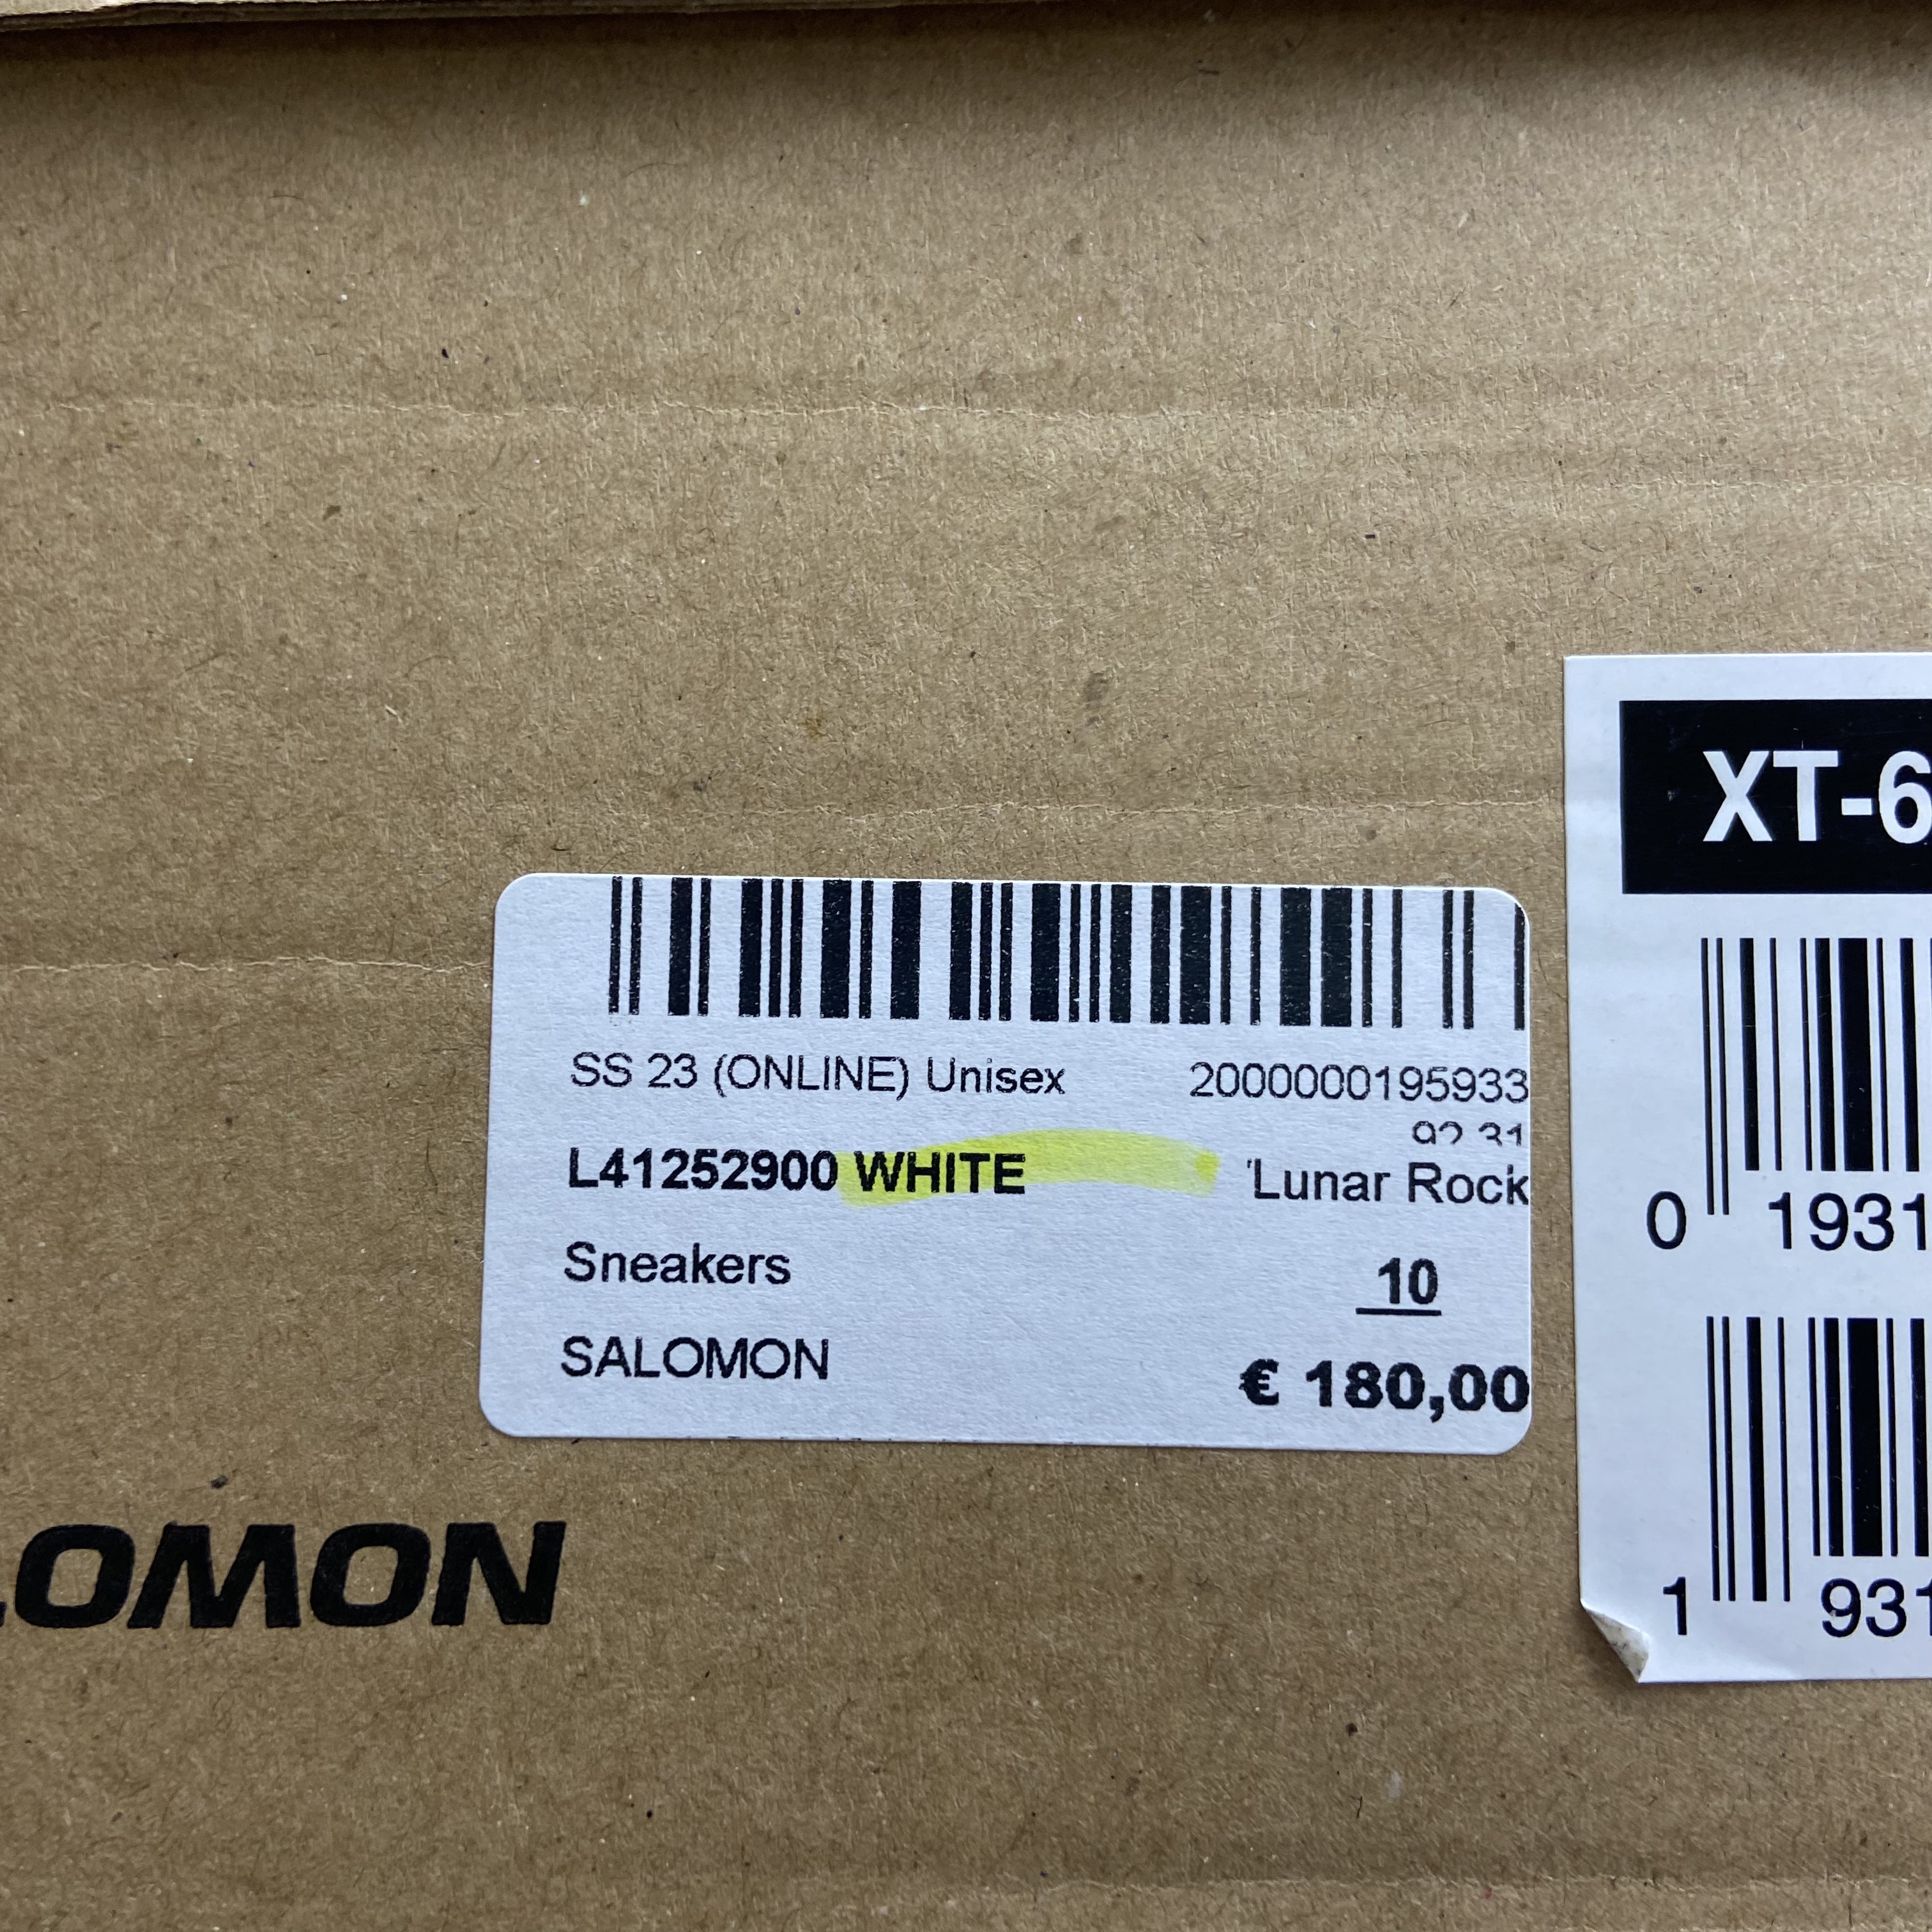 SS 23 (ONLINE) Unisex 2000000195933
L41252900 WHITE 'Lunar Rock
Sneakers 10
SALOMON € 180,00
XT-6
0 1931
1 931
OMON